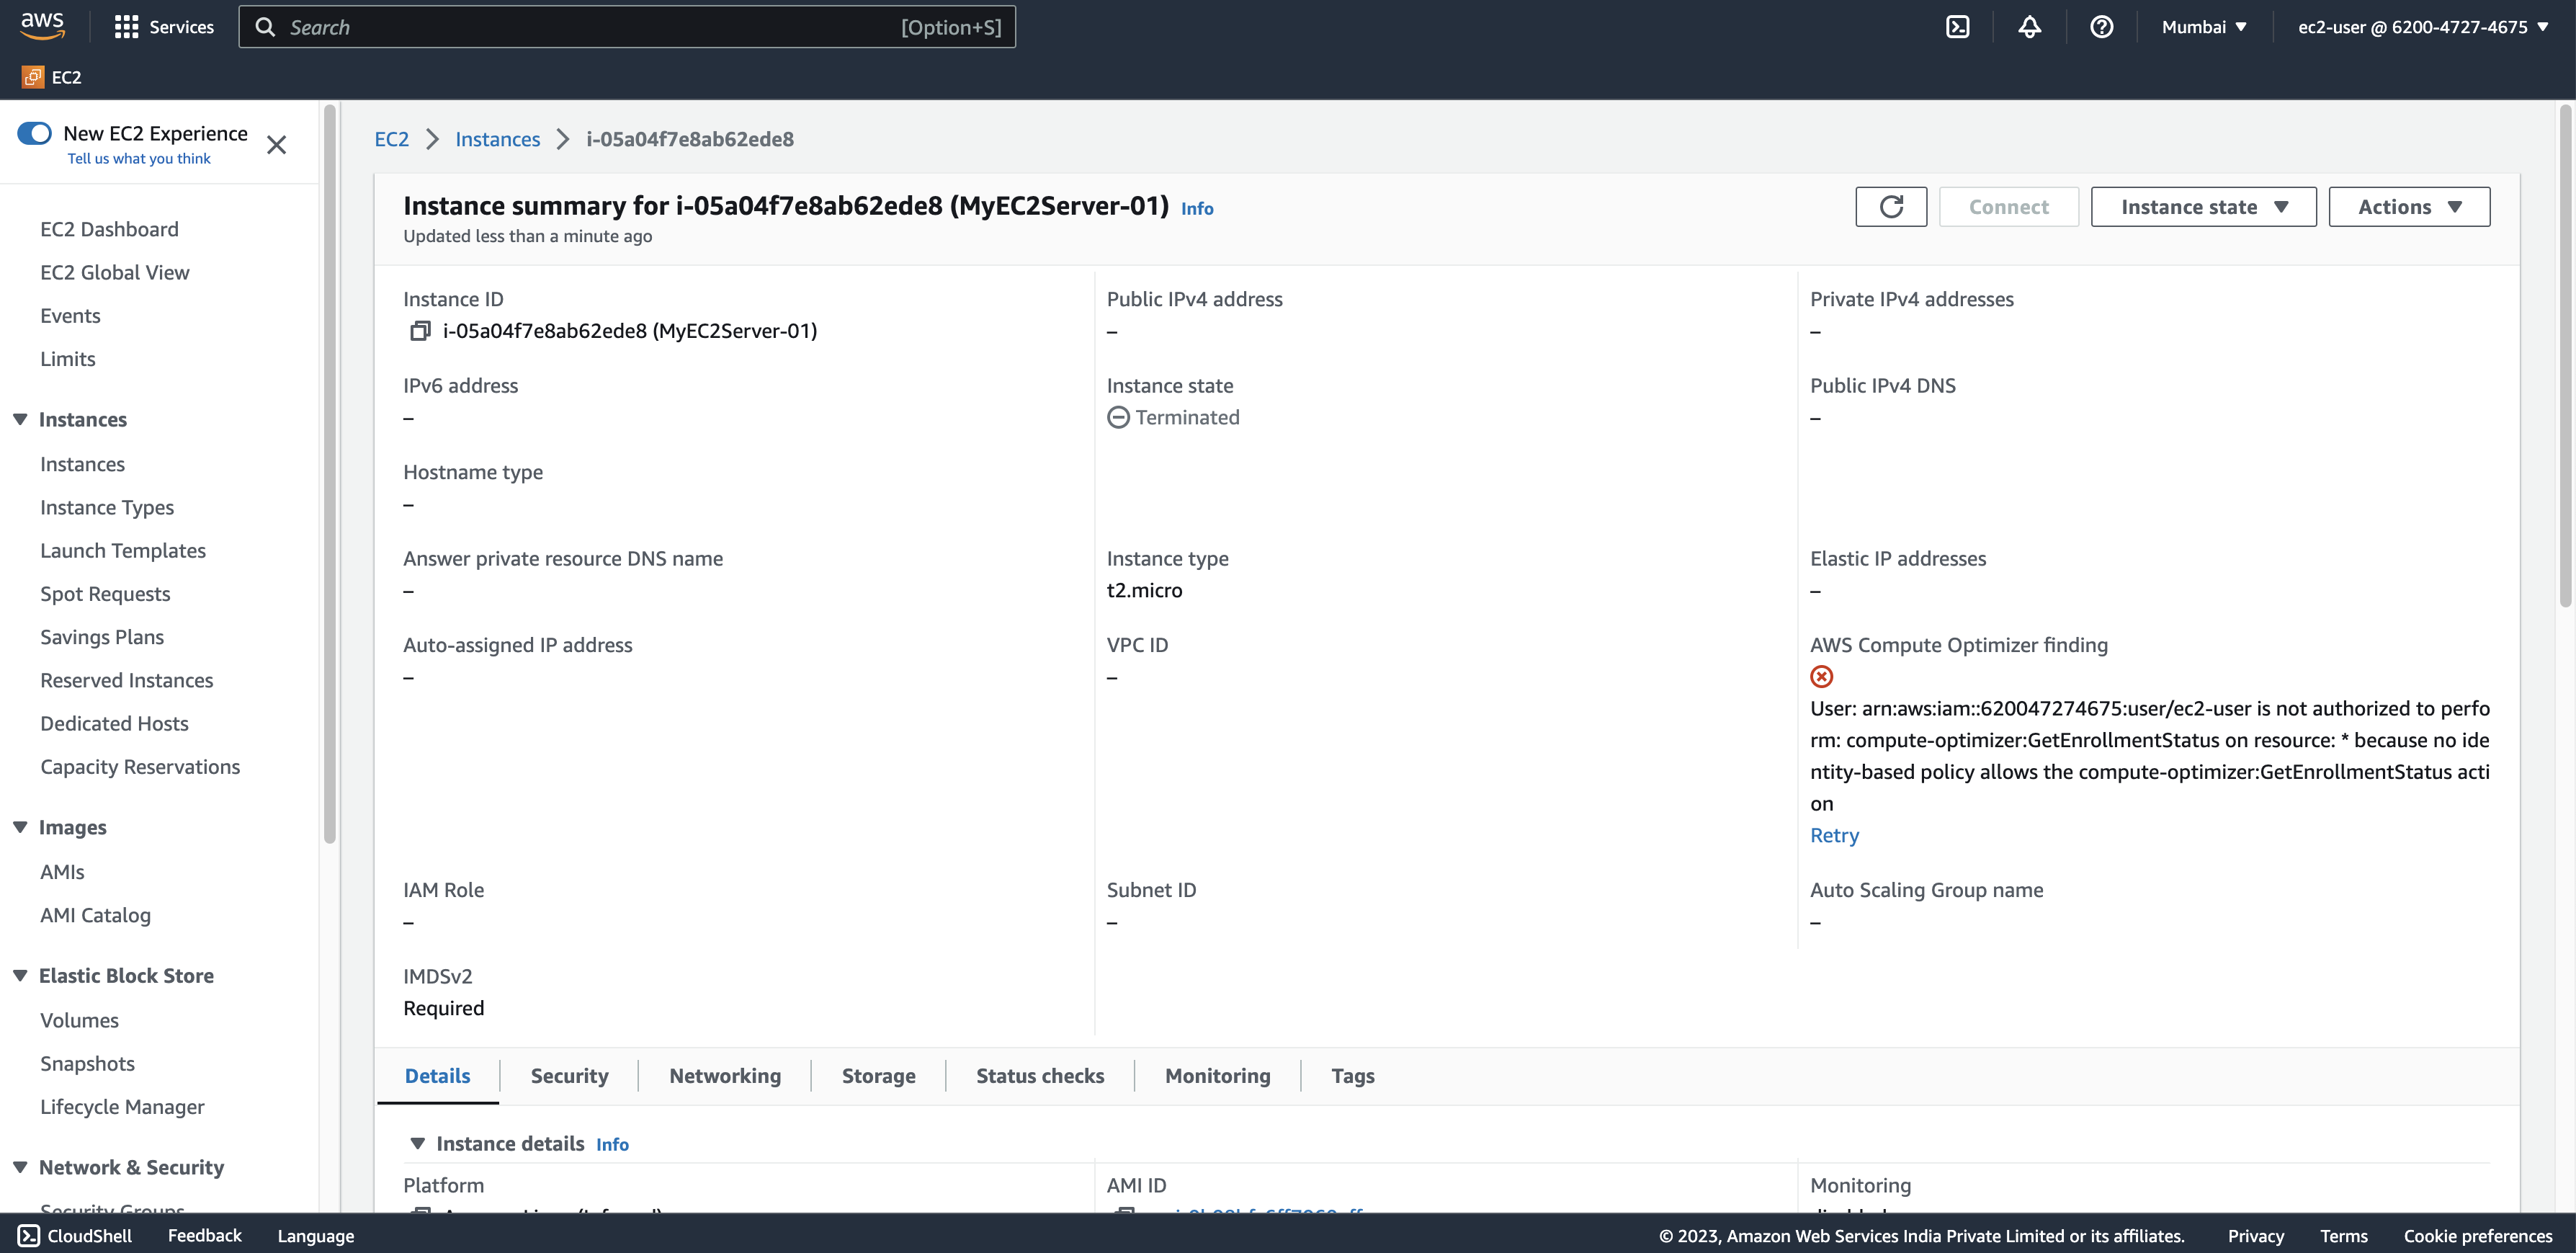 aws
Services
Search
[Option+S]
Mumbai
ec2-user @ 6200-4727-4675
EC2
New EC2 Experience
Tell us what you think
EC2 Dashboard
EC2 Global View
Events
Limits
Instances
Instances
Instance Types
Launch Templates
Spot Requests
Savings Plans
Reserved Instances
Dedicated Hosts
Capacity Reservations
Images
AMIs
AMI Catalog
Elastic Block Store
Volumes
Snapshots
Lifecycle Manager
Network & Security
Security Groups
EC2 > Instances > i-05a04f7e8ab62ede8
Instance summary for i-05a04f7e8ab62ede8 (MyEC2Server-01) Info
Updated less than a minute ago
Connect
Instance state
Actions
Instance ID
i-05a04f7e8ab62ede8 (MyEC2Server-01)
Public IPv4 address
–
Private IPv4 addresses
–
IPv6 address
–
Instance state
Terminated
Public IPv4 DNS
–
Hostname type
–
Answer private resource DNS name
–
Instance type
t2.micro
Elastic IP addresses
–
Auto-assigned IP address
–
VPC ID
–
AWS Compute Optimizer finding
User: arn:aws:iam::620047274675:user/ec2-user is not authorized to perfo
rm: compute-optimizer:GetEnrollmentStatus on resource: * because no ide
ntity-based policy allows the compute-optimizer:GetEnrollmentStatus acti
on
Retry
IAM Role
–
Subnet ID
–
Auto Scaling Group name
–
IMDSv2
Required
Details
Security
Networking
Storage
Status checks
Monitoring
Tags
Instance details Info
Platform
AMI ID
Monitoring
CloudShell
Feedback
Language
© 2023, Amazon Web Services India Private Limited or its affiliates.
Privacy
Terms
Cookie preferences